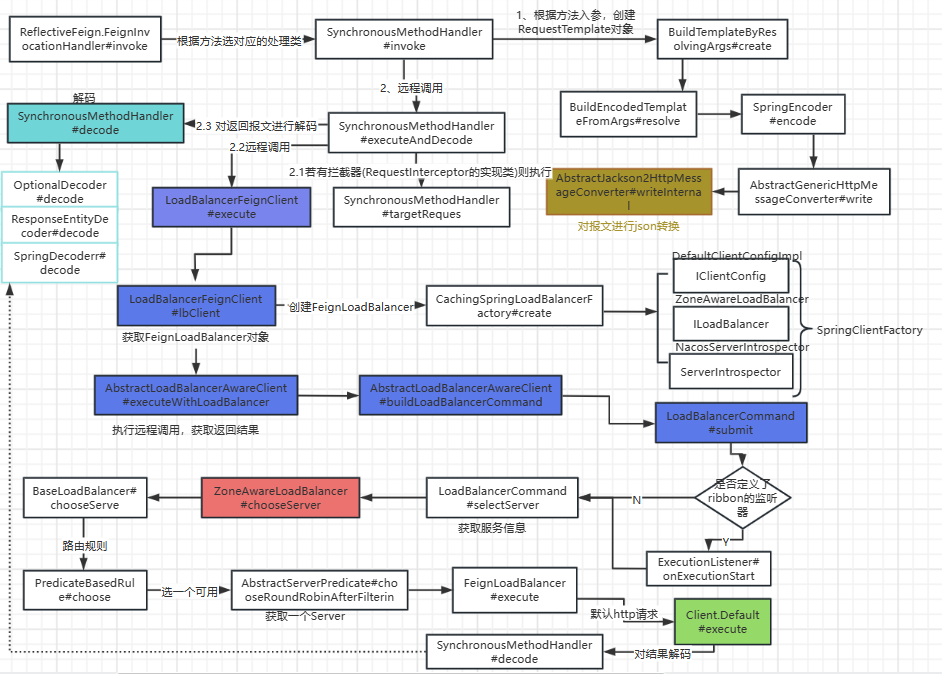 ReflectiveFeign.FeignInv
ocationHandler#invoke
根据方法选对应的处理类
SynchronousMethodHandler
#invoke
1、根据方法入参，创建
RequestTemplate对象
BuildTemplateByRes
olvingArgs#create
2、远程调用
BuildEncodedTemplat
eFromArgs#resolve
SpringEncoder
#encode
解码
SynchronousMethodHandler
#decode
2.3 对返回报文进行解码
SynchronousMethodHandler
#executeAndDecode
2.2远程调用
2.1若有拦截器(RequestInterceptor的实现类)则执行
AbstractJackson2HttpMes
sageConverter#writeInterna
l
AbstractGenericHttpMe
ssageConverter#write
对报文进行json转换
OptionalDecoder
#decode
ResponseEntityDe
coder#decode
SpringDecoderr#
decode
LoadBalancerFeignClient
#execute
SynchronousMethodHandler
#targetReques
LoadBalancerFeignClient
#lbClient
获取FeignLoadBalancer对象
创建FeignLoadBalancer
CachingSpringLoadBalancerF
actory#create
DefaultClientConfigImpl
IClientConfig
ZoneAwareLoadBalancer
ILoadBalancer
NacosServerIntrospector
ServerIntrospector
SpringClientFactory
AbstractLoadBalancerAwareClient
#executeWithLoadBalancer
执行远程调用，获取返回结果
AbstractLoadBalancerAwareClient
#buildLoadBalancerCommand
LoadBalancerCommand
#submit
是否定义了
ribbon的监听
器
N
Y
ExecutionListener#
onExecutionStart
LoadBalancerCommand
#selectServer
获取服务信息
ZoneAwareLoadBalancer
#chooseServer
BaseLoadBalancer#
chooseServe
路由规则
PredicateBasedRul
e#choose
选一个可用
AbstractServerPredicate#cho
oseRoundRobinAfterFilterin
获取一个Server
FeignLoadBalancer
#execute
默认http请求
Client.Default
#execute
对结果解码
SynchronousMethodHandler
#decode